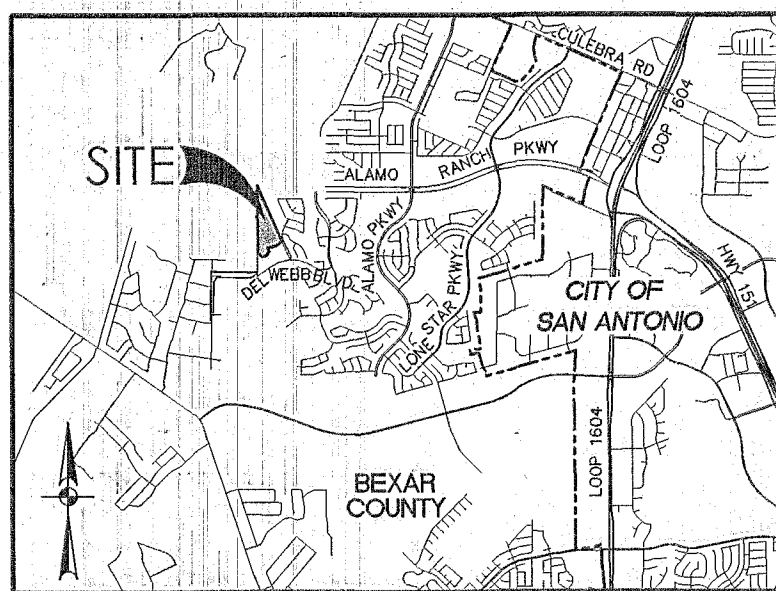 CULEBRA RD
LOOP 1604
SITE
ALAMO RANCH PKWY
ALAMO PKWY
DEL WEBB BLVD.
LONE STAR PKWY
HWY 151
CITY OF
SAN ANTONIO
LOOP 1604
BEXAR
COUNTY